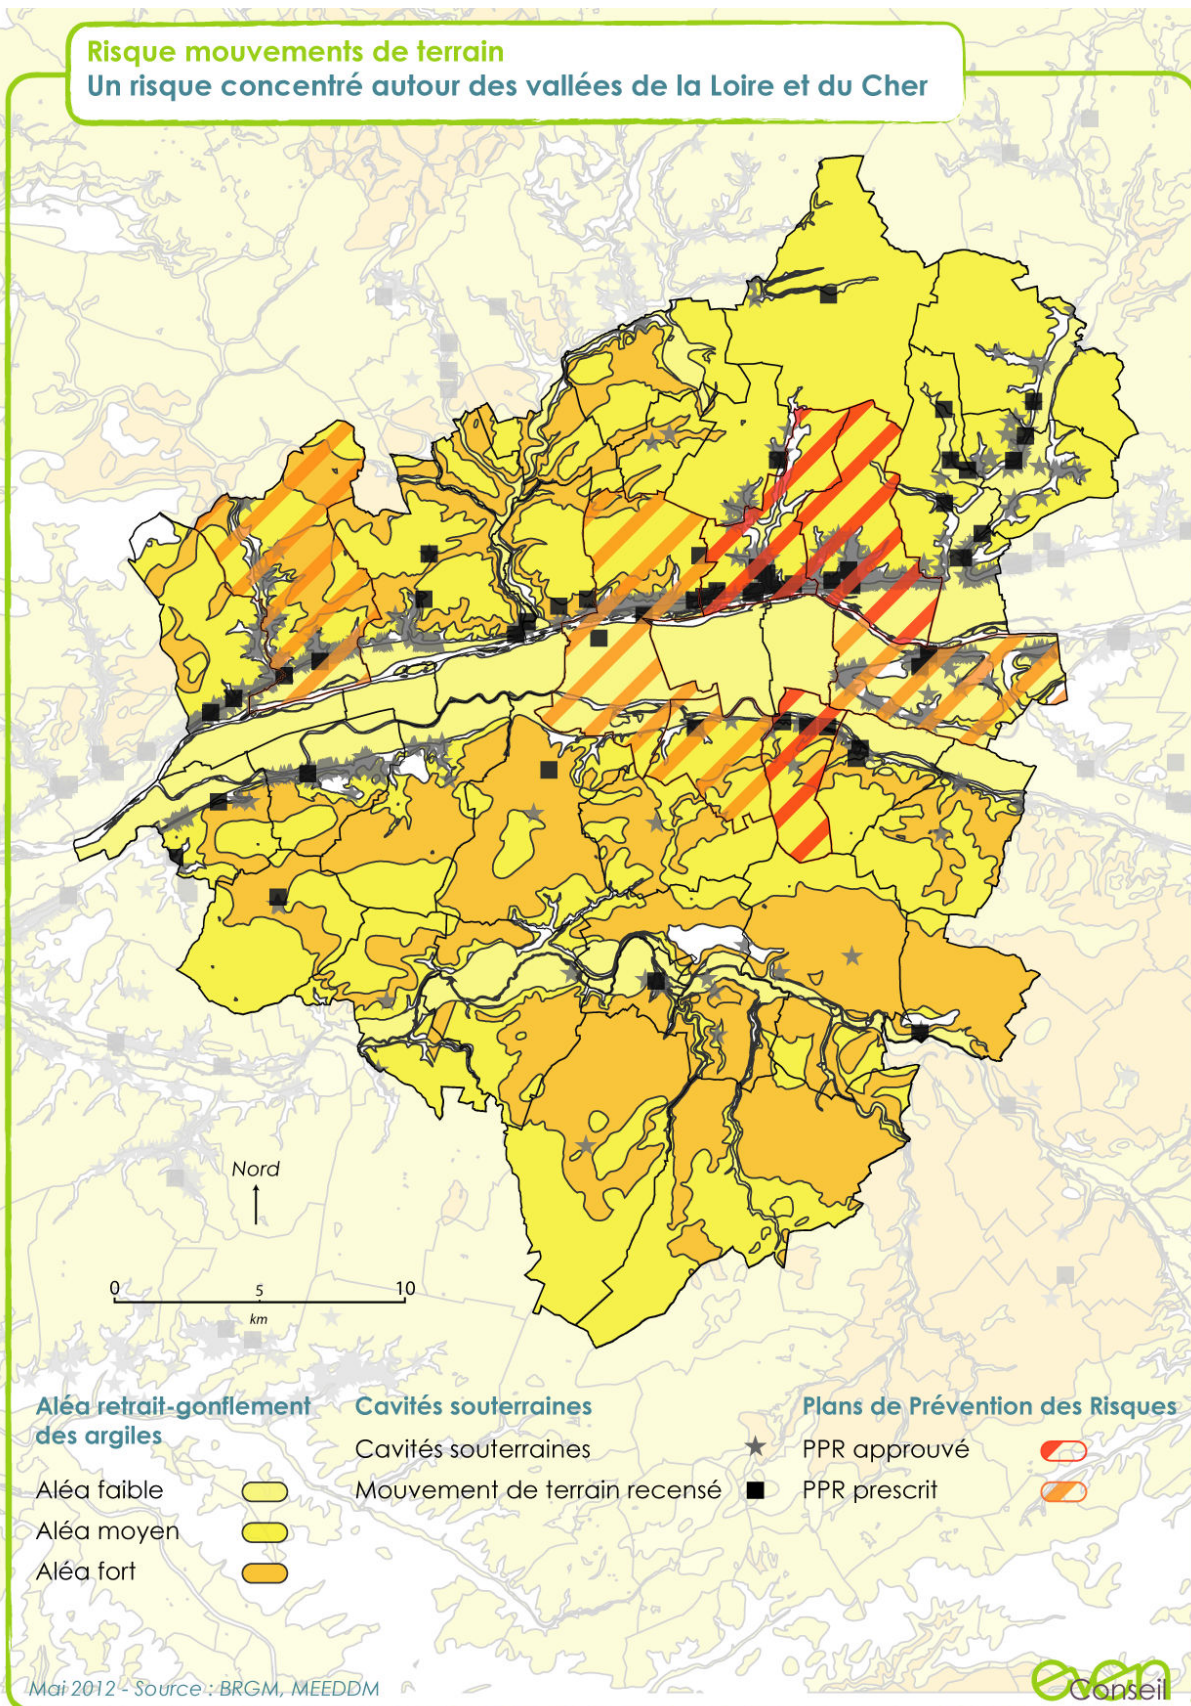 Risque mouvements de terrain
Un risque concentré autour des vallées de la Loire et du Cher
Nord
0 5 10
km
Aléa retrait-gonflement
des argiles
Aléa faible
Aléa moyen
Aléa fort
Cavités souterraines
Cavités souterraines
Mouvement de terrain recensé
Plans de Prévention des Risques
PPR approuvé
PPR prescrit
Mai 2012 - Source : BRGM, MEEDDM
even
Conseil